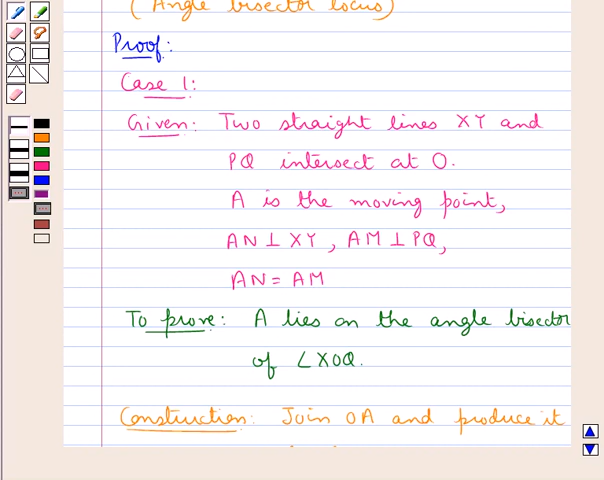 (Angle bisector locus)
Proof:
Case 1:
Given: Two straight lines XY and
PQ intersect at O.
A is the moving point,
AN ⊥ XY, AM ⊥ PQ,
AN = AM
To prove: A lies on the angle bisector
of ∠XOQ.
Construction: Join OA and produce it